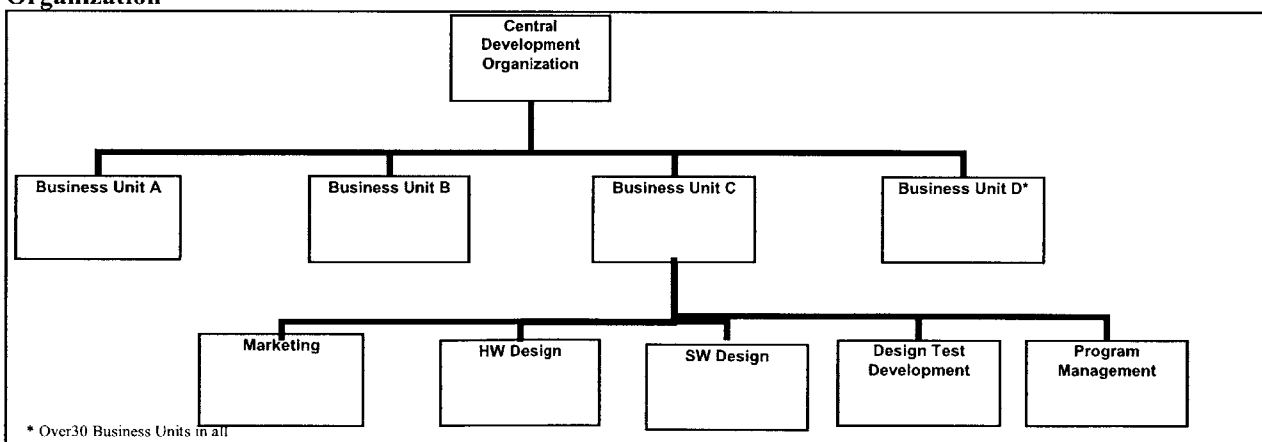 Organization
Central
Development
Organization
Business Unit A
Business Unit B
Business Unit C
Business Unit D*
Marketing
HW Design
SW Design
Design Test
Development
Program
Management
* Over30 Business Units in all